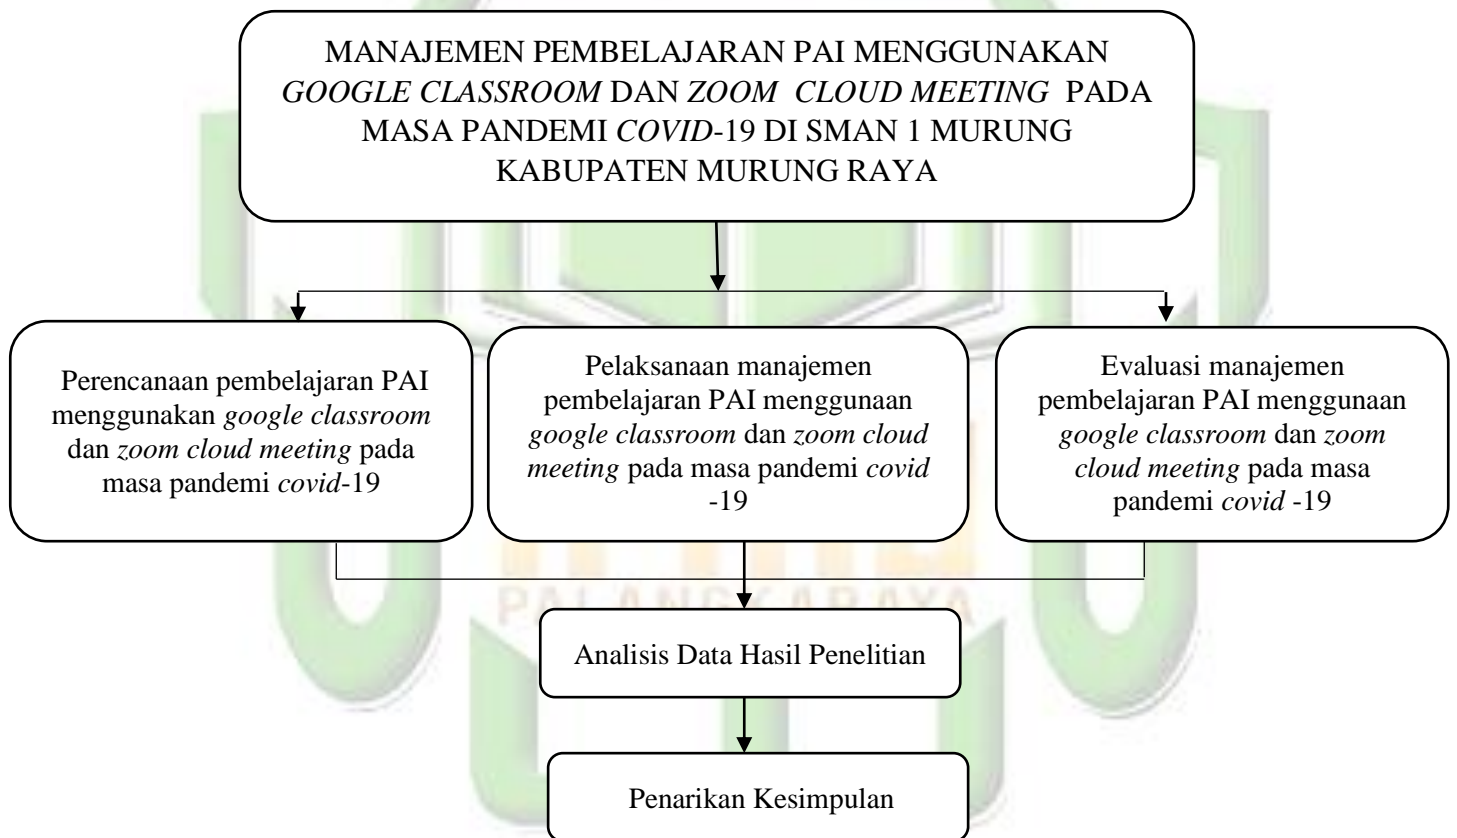 MANAJEMEN PEMBELAJARAN PAI MENGGUNAKAN
GOOGLE CLASSROOM DAN ZOOM CLOUD MEETING PADA
MASA PANDEMI COVID-19 DI SMAN 1 MURUNG
KABUPATEN MURUNG RAYA
Perencanaan pembelajaran PAI
menggunakan google classroom
dan zoom cloud meeting pada
masa pandemi covid-19
Pelaksanaan manajemen
pembelajaran PAI menggunaan
google classroom dan zoom cloud
meeting pada masa pandemi covid
-19
Evaluasi manajemen
pembelajaran PAI menggunaan
google classroom dan zoom
cloud meeting pada masa
pandemi covid -19
PALANGKARAYA
Analisis Data Hasil Penelitian
Penarikan Kesimpulan